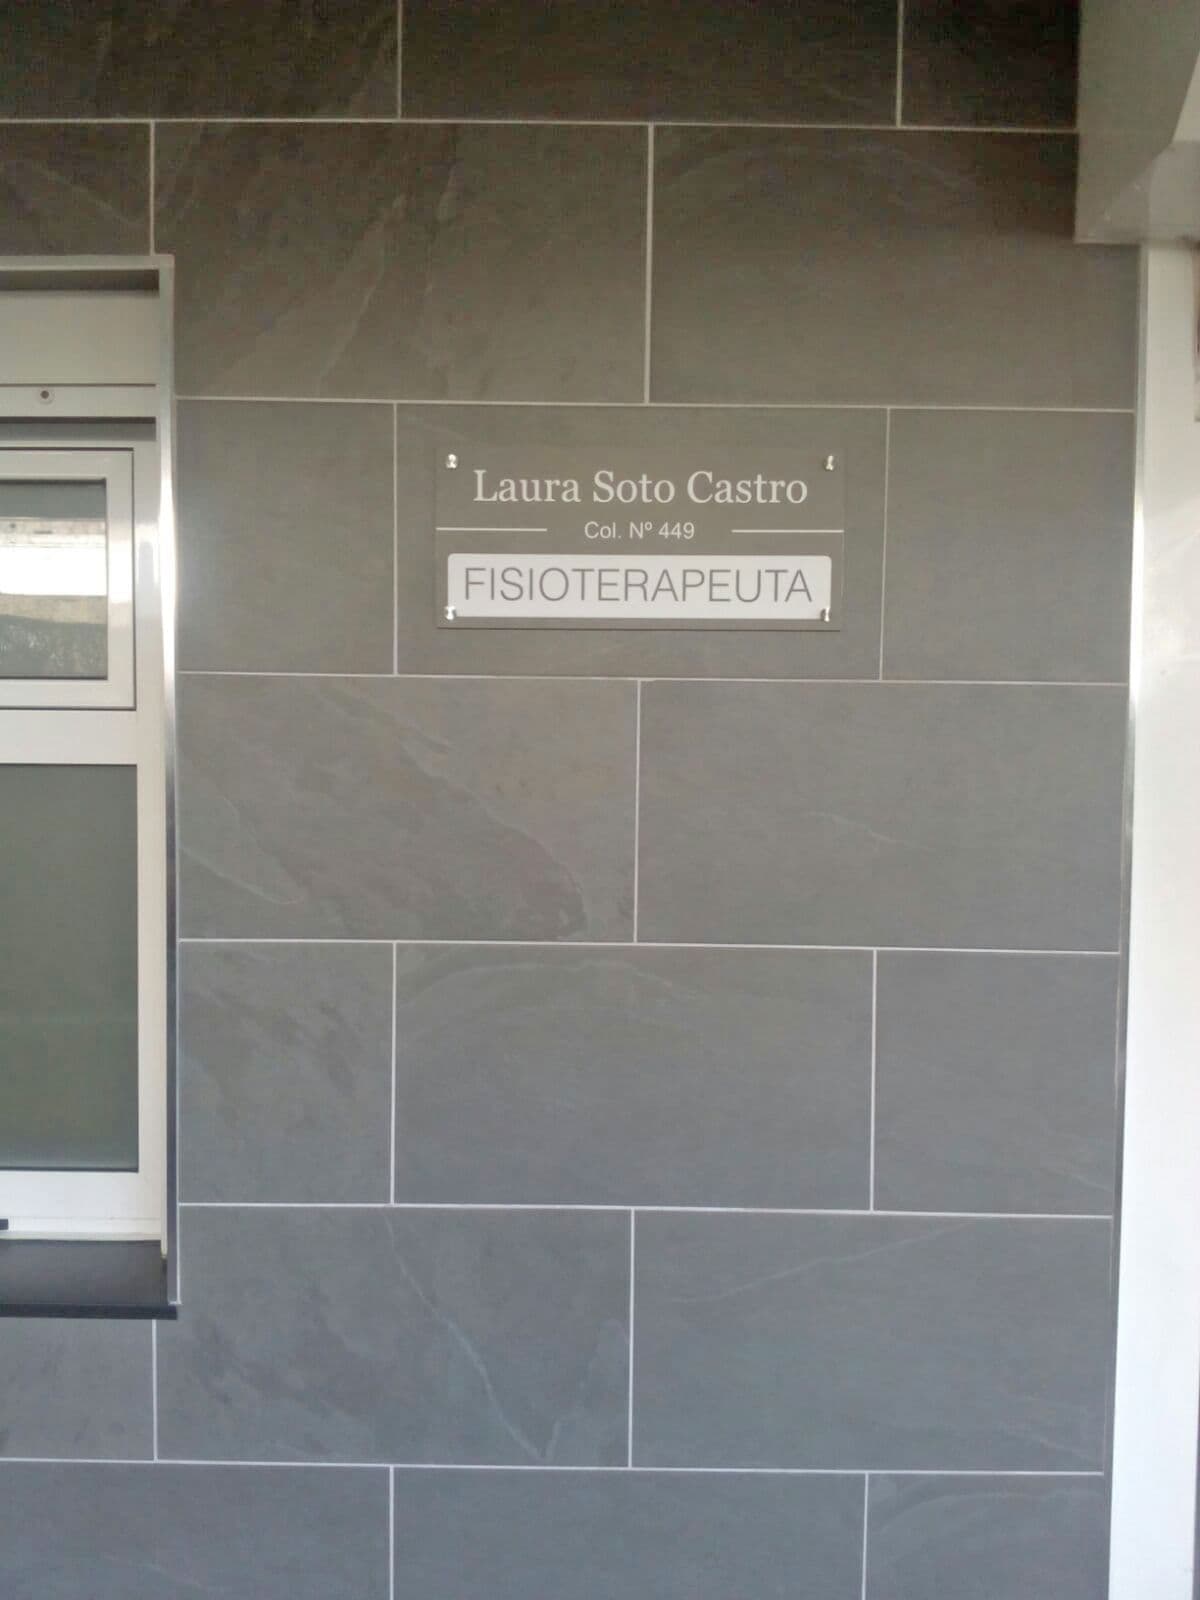 Laura Soto Castro
Col. Nº 449
FISIOTERAPEUTA